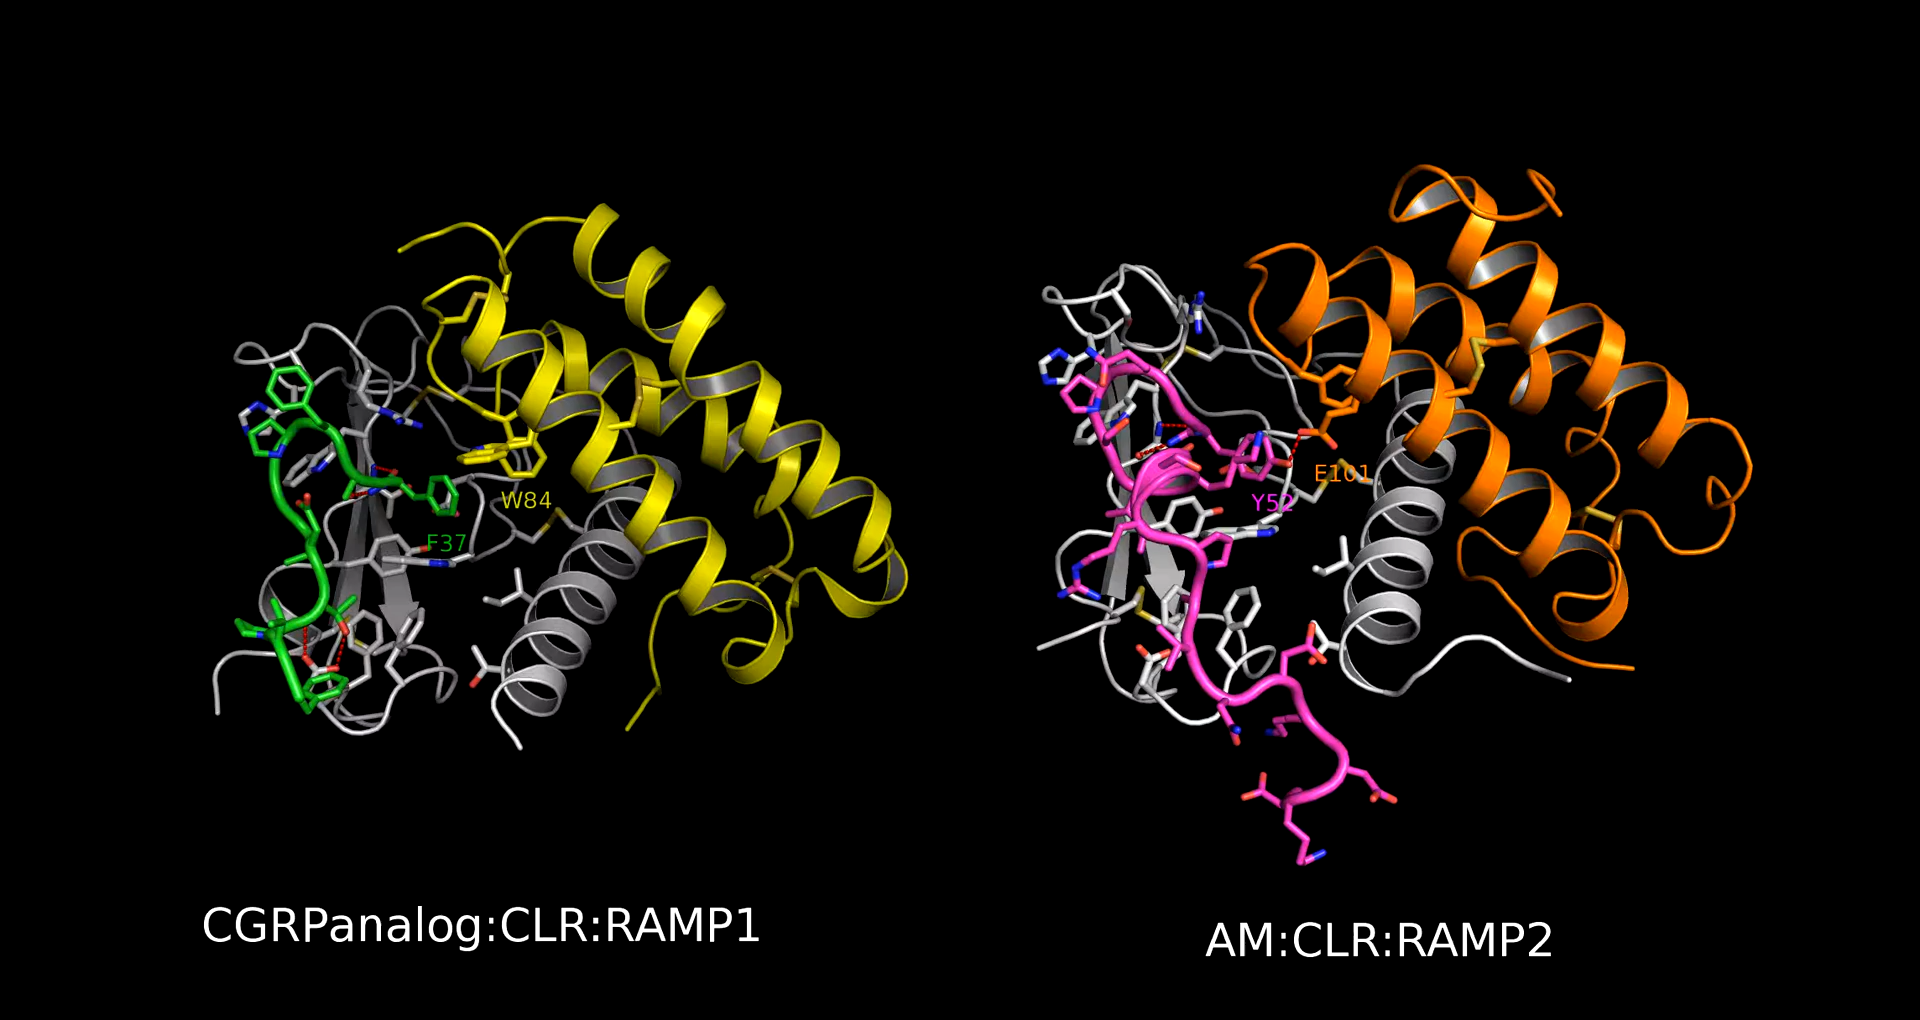 W84
F37
E101
Y52
CGRPanalog:CLR:RAMP1
AM:CLR:RAMP2